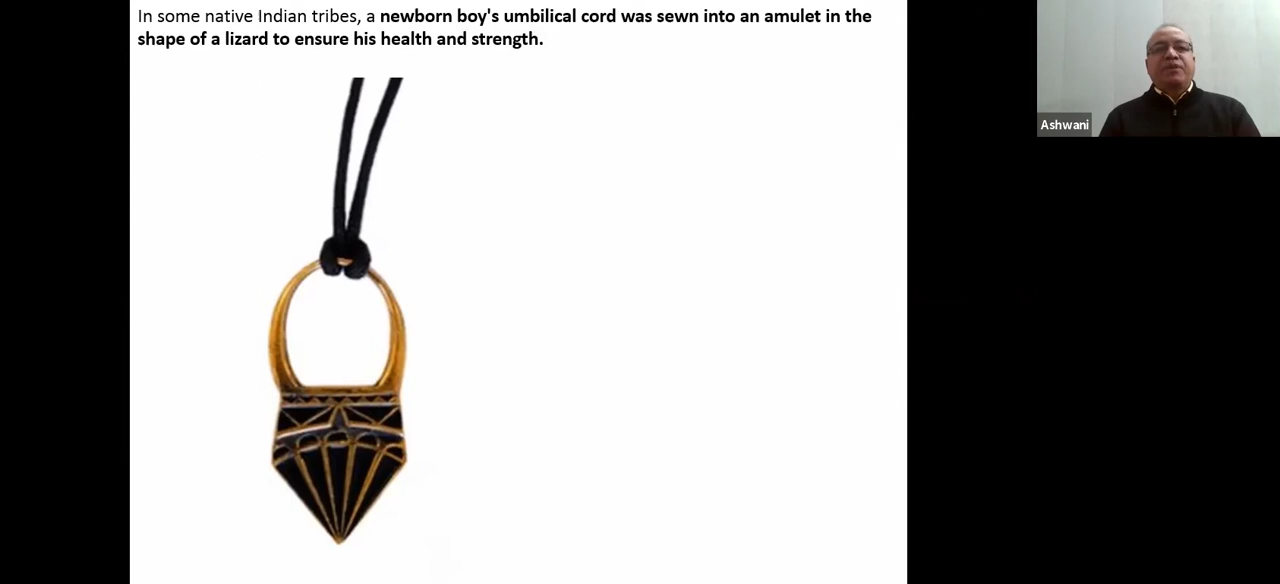 In some native Indian tribes, a newborn boy's umbilical cord was sewn into an amulet in the
shape of a lizard to ensure his health and strength.
Ashwani